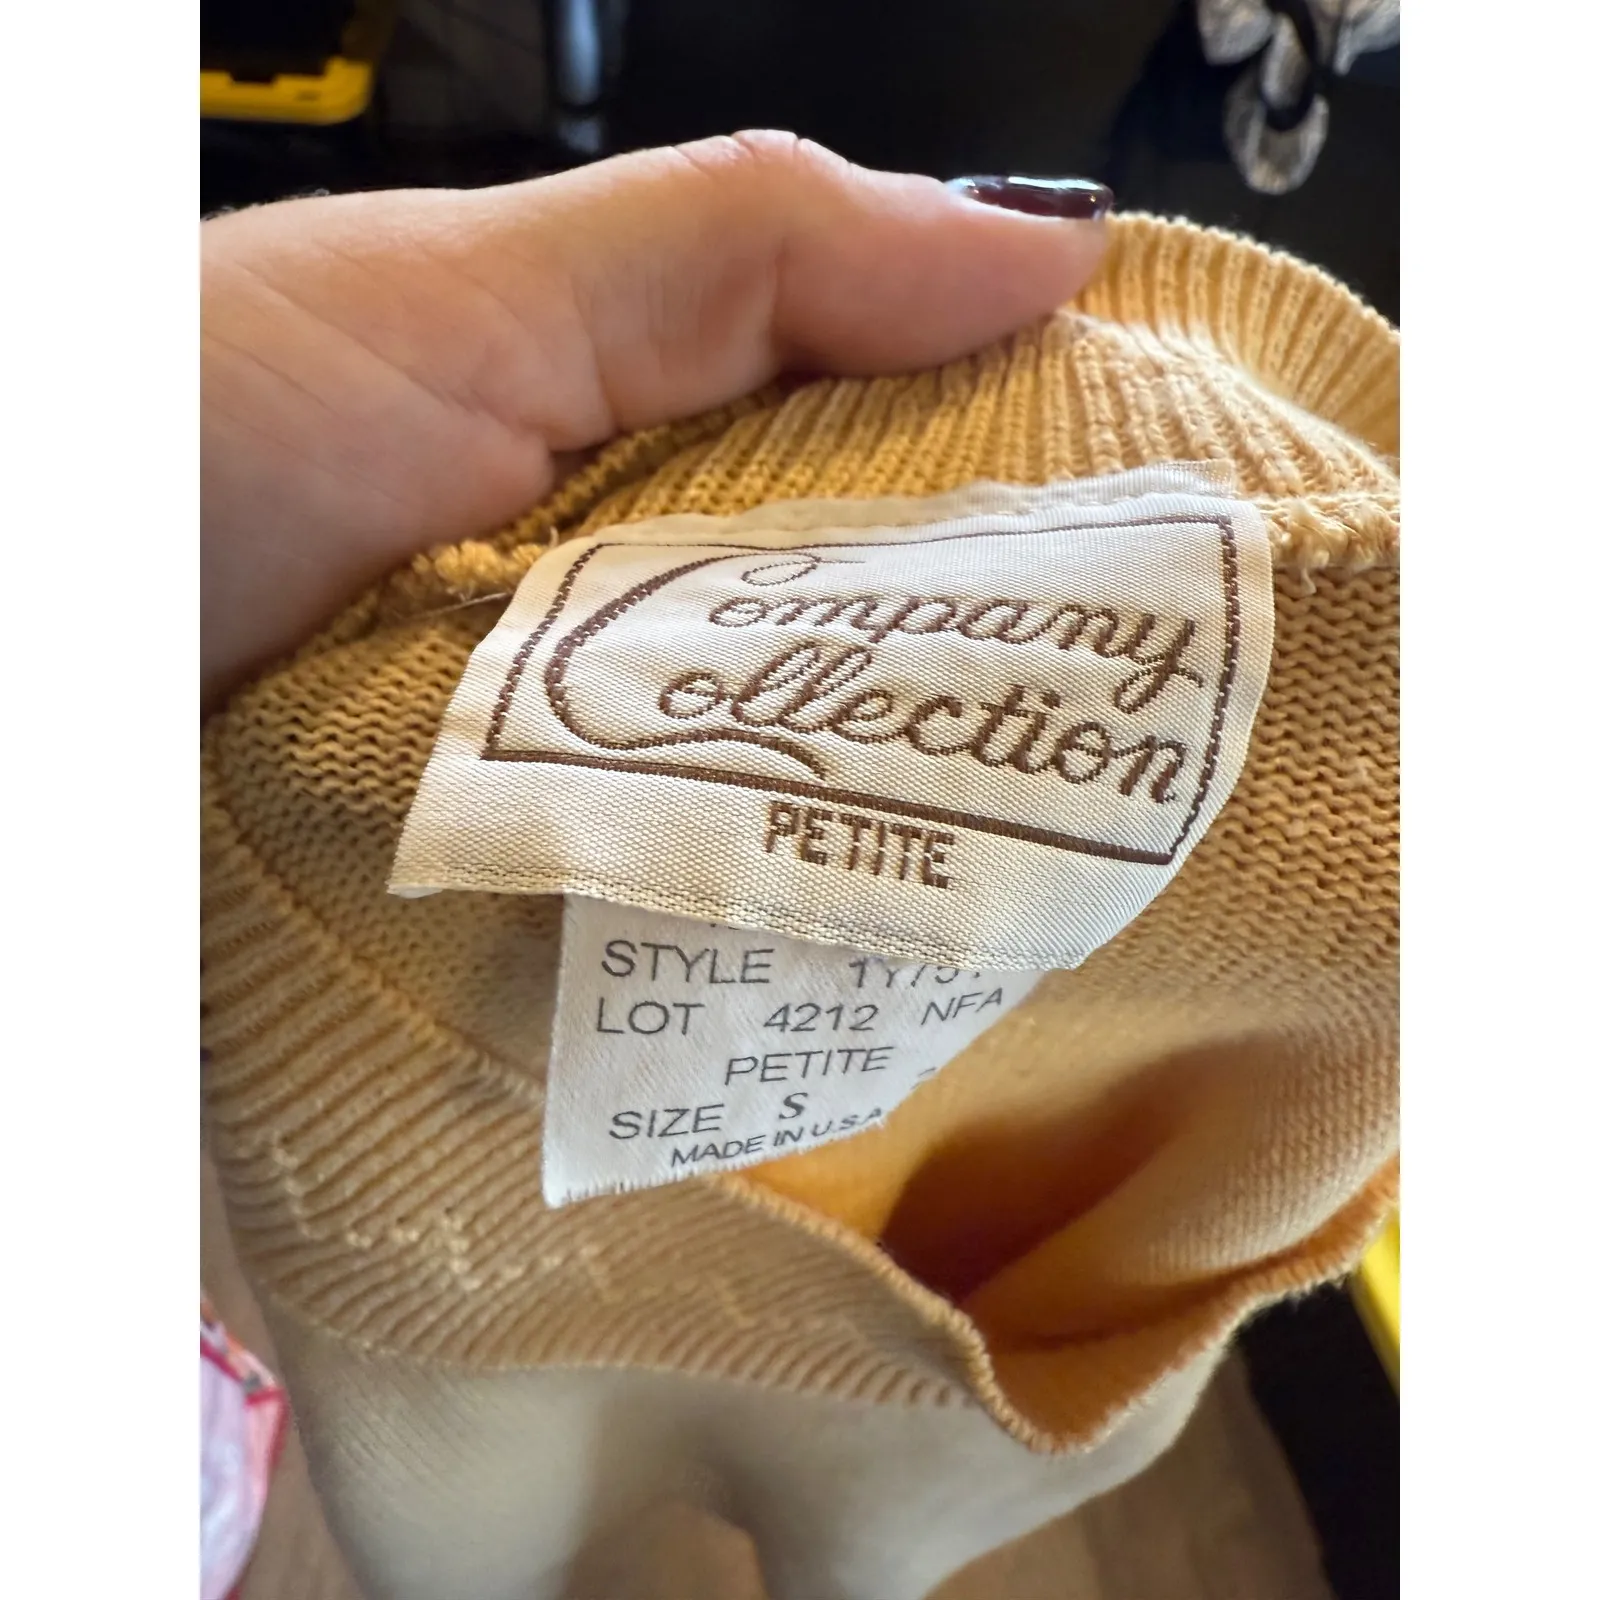 Company
Collection
PETITE
STYLE
LOT 4212 NFA
PETITE
SIZE S
MADE IN U.S.A